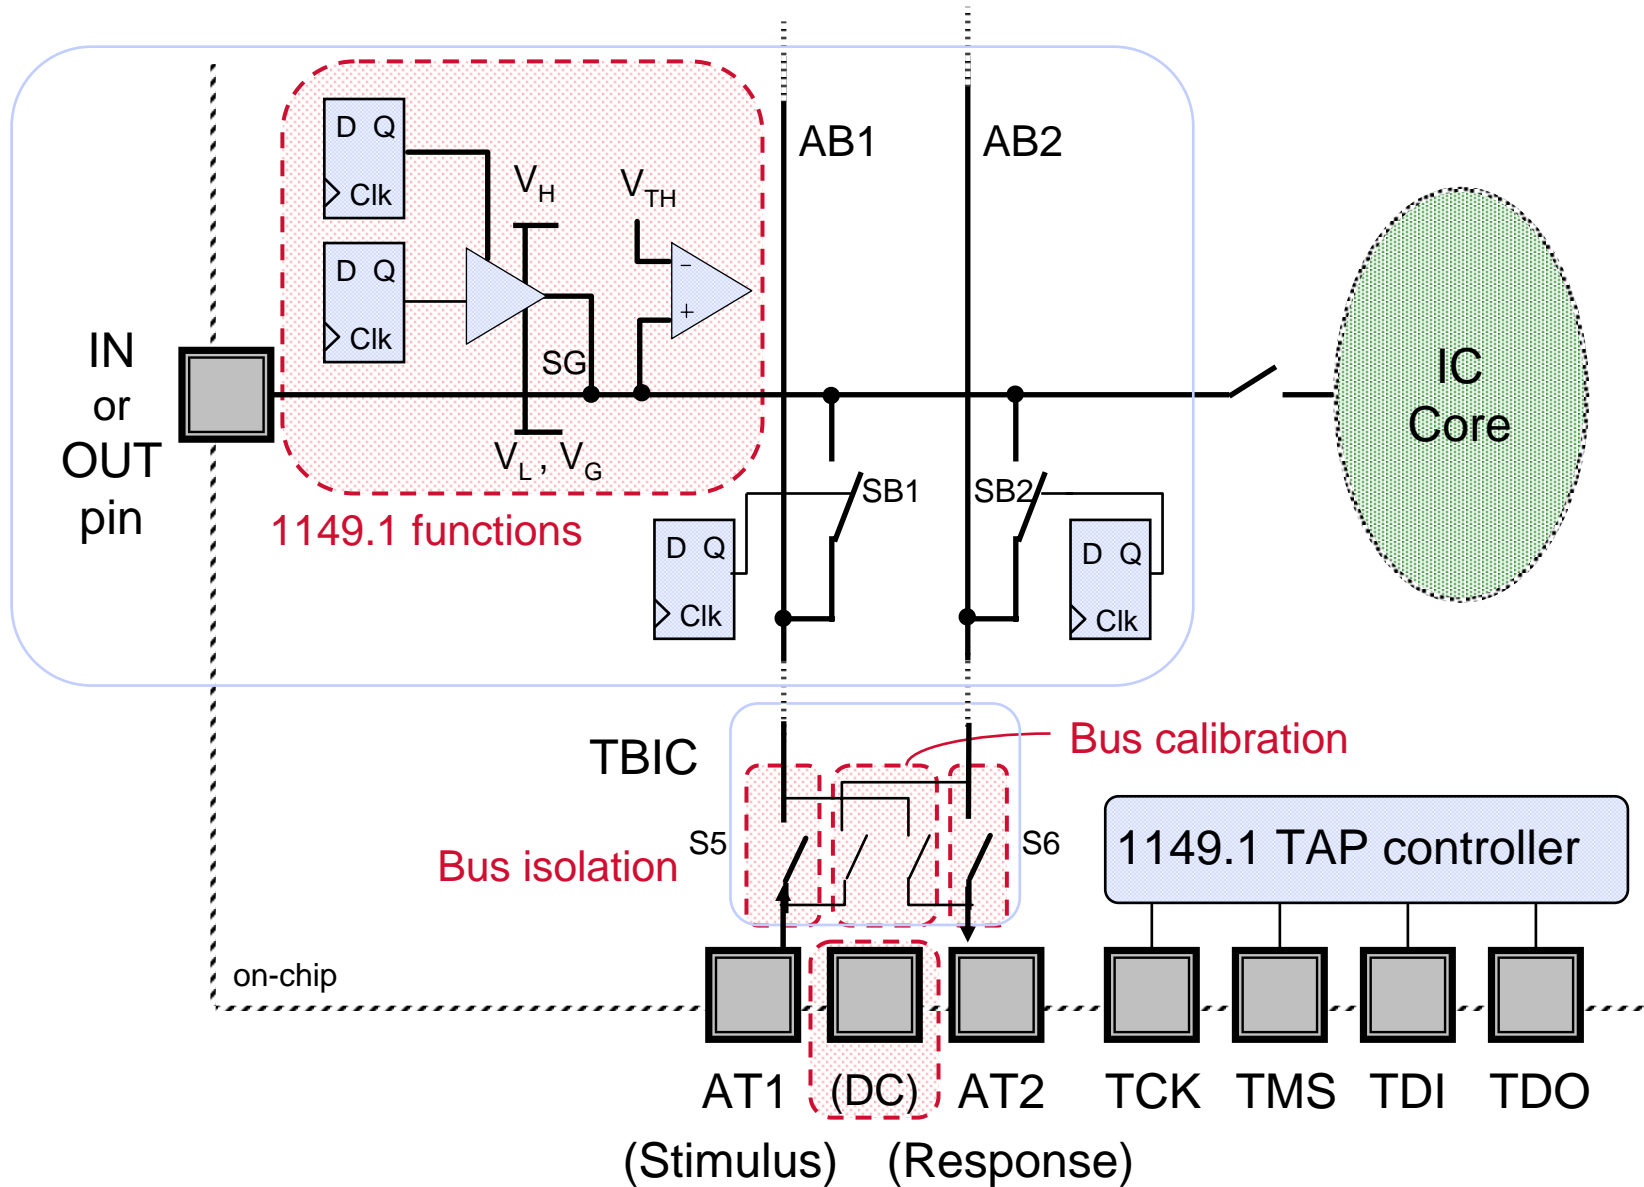 AB1
AB2
D Q
Clk
V_H
V_TH
D Q
Clk
−
+
SG
V_L , V_G
IN
or
OUT
pin
1149.1 functions
IC
Core
SB1
SB2
D Q
Clk
D Q
Clk
TBIC
Bus calibration
S5
S6
Bus isolation
1149.1 TAP controller
on-chip
AT1
(DC)
AT2
TCK
TMS
TDI
TDO
(Stimulus)
(Response)